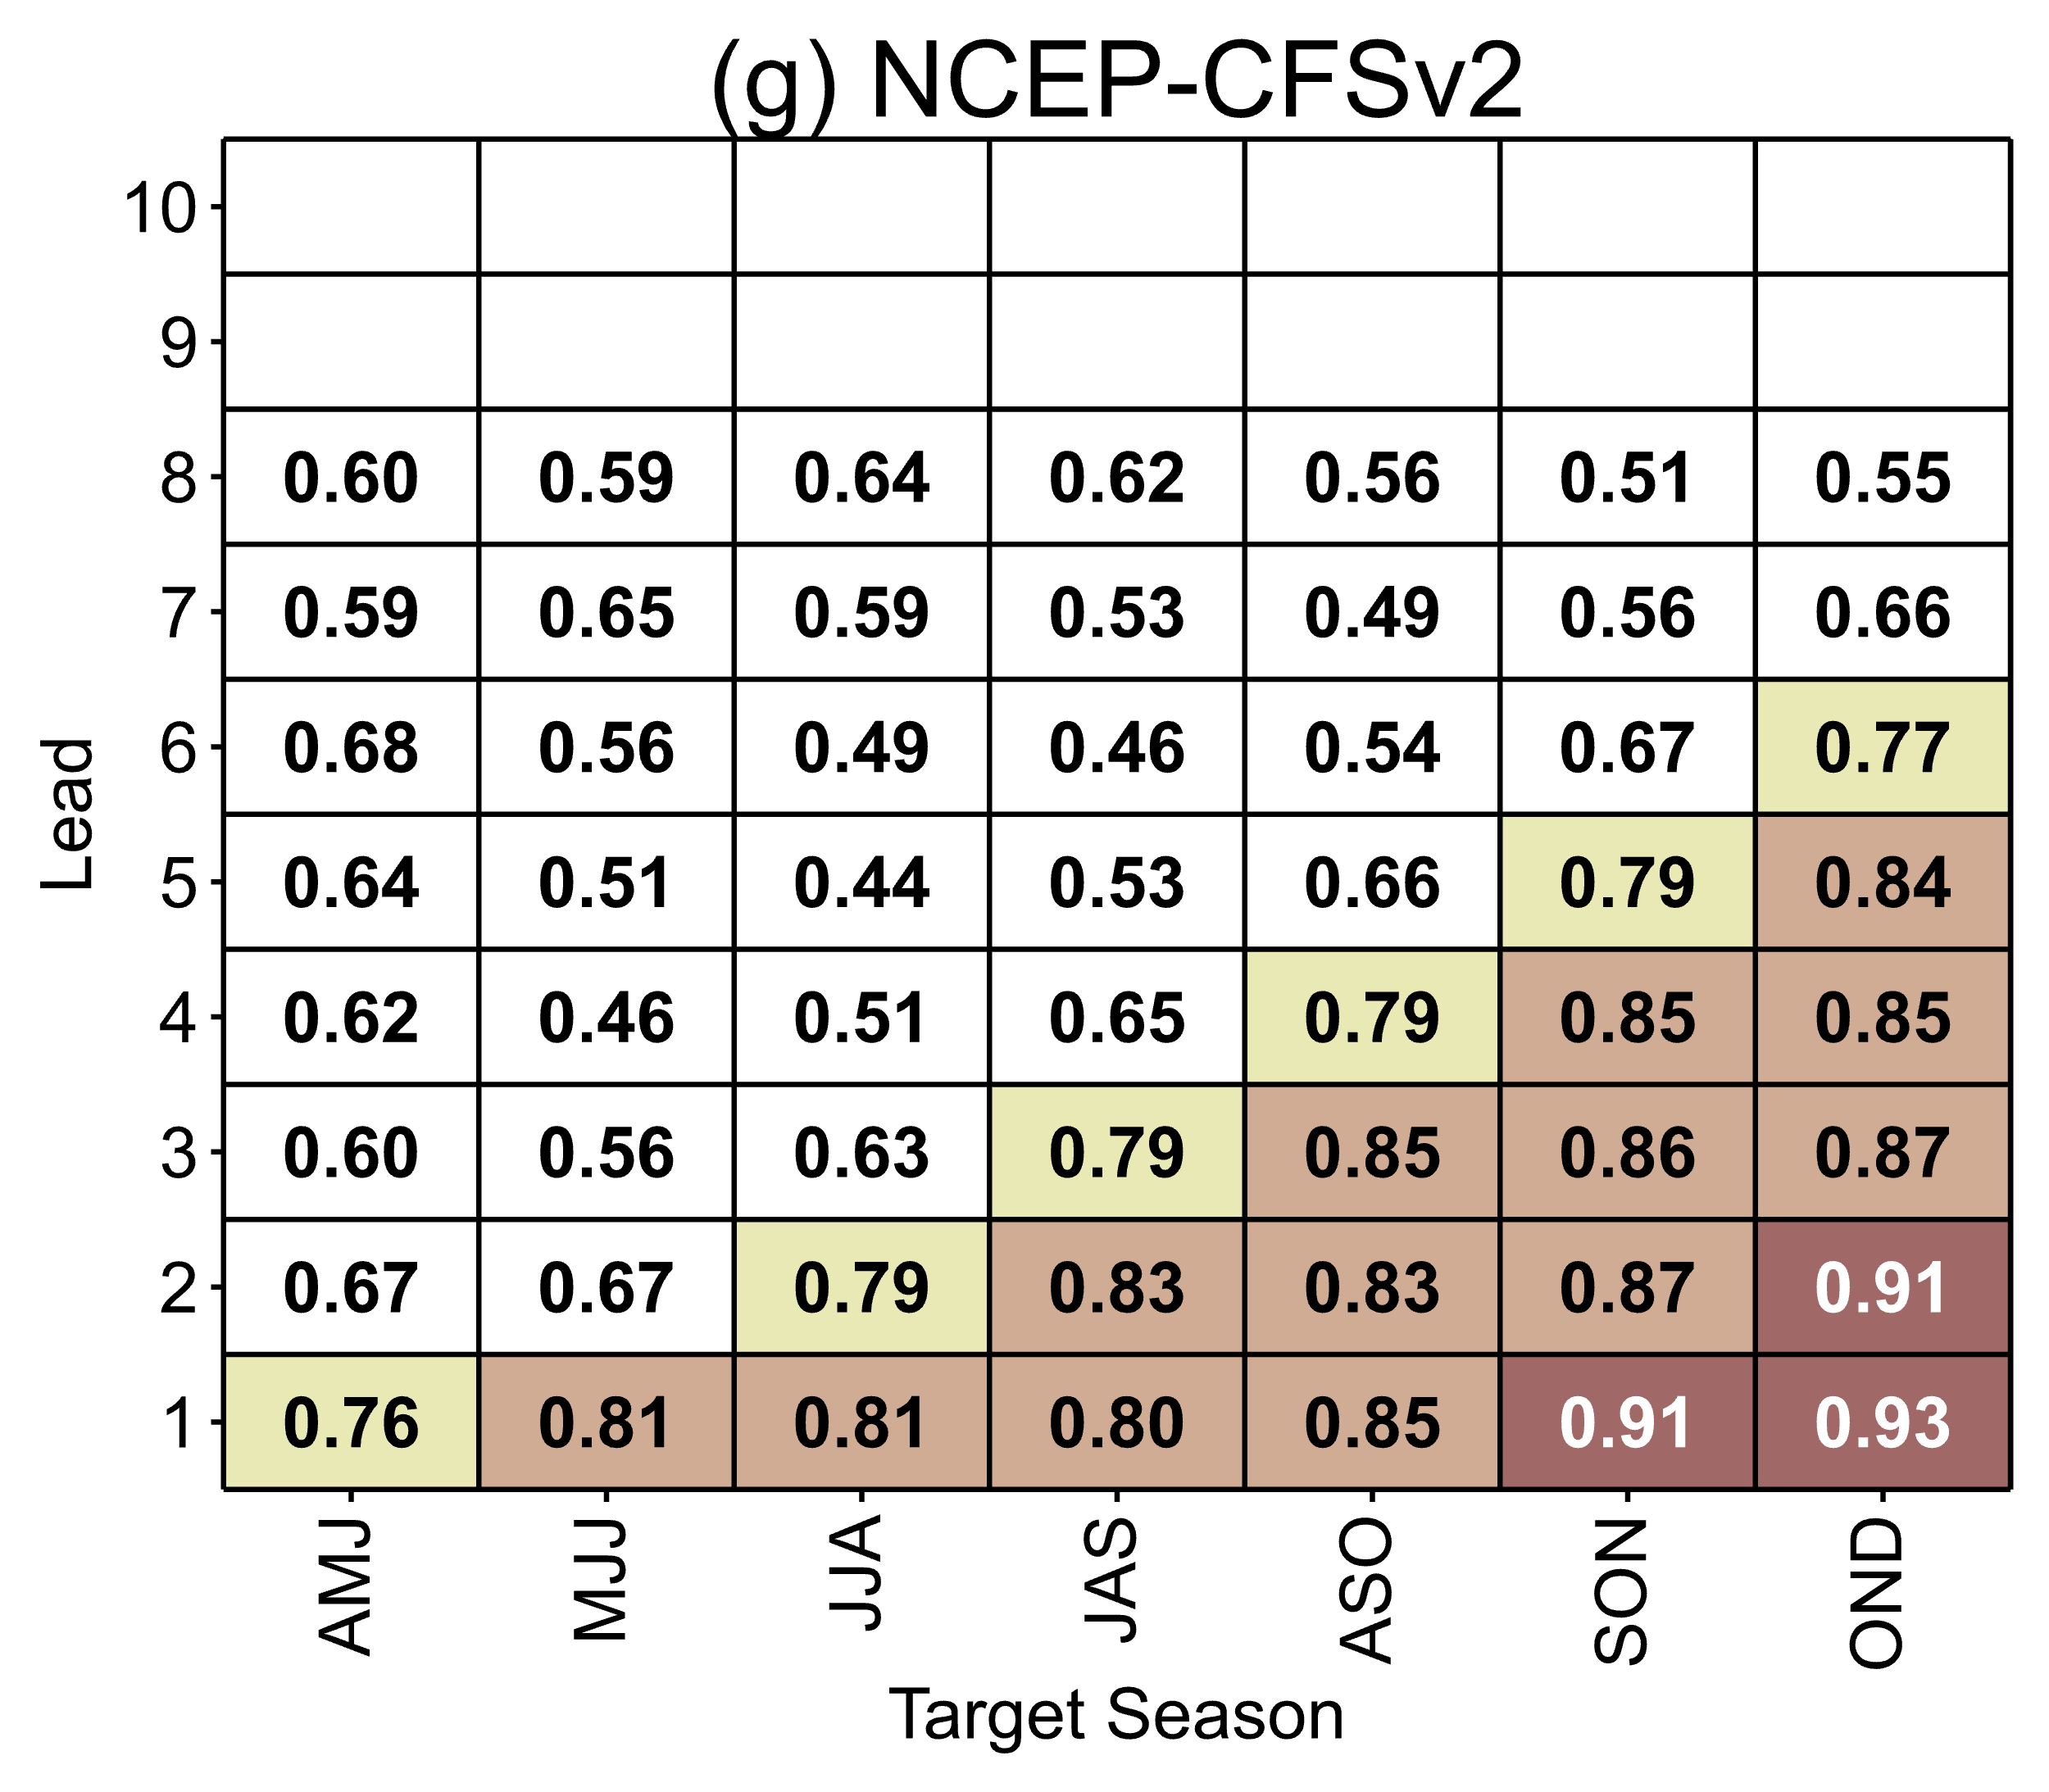 (g) NCEP-CFSv2
10
9
8 0.60 0.59 0.64 0.62 0.56 0.51 0.55
7 0.59 0.65 0.59 0.53 0.49 0.56 0.66
6 0.68 0.56 0.49 0.46 0.54 0.67 0.77
Lead
5 0.64 0.51 0.44 0.53 0.66 0.79 0.84
4 0.62 0.46 0.51 0.65 0.79 0.85 0.85
3 0.60 0.56 0.63 0.79 0.85 0.86 0.87
2 0.67 0.67 0.79 0.83 0.83 0.87 0.91
1 0.76 0.81 0.81 0.80 0.85 0.91 0.93
AMJ MJJ JJA JAS ASO SON OND
Target Season